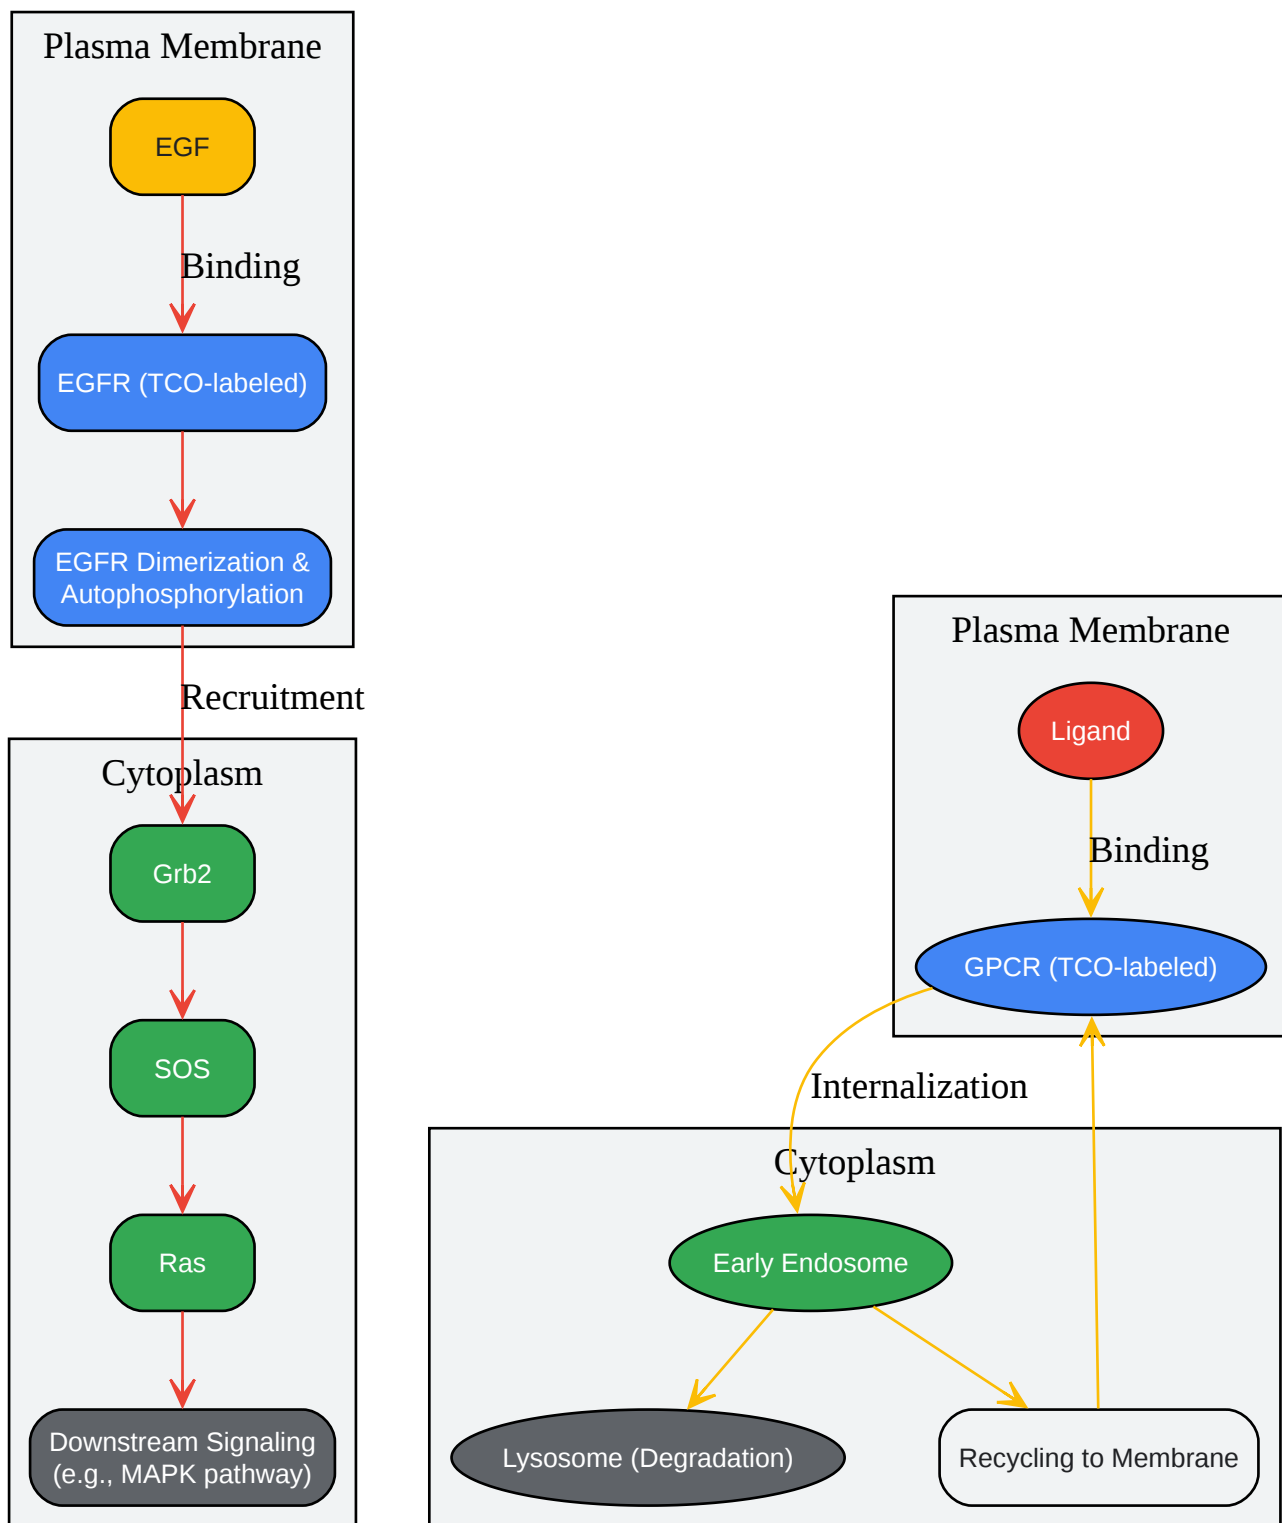 Plasma Membrane
EGF
Binding
EGFR (TCO-labeled)
EGFR Dimerization &
Autophosphorylation
Recruitment
Cytoplasm
Grb2
SOS
Ras
Downstream Signaling
(e.g., MAPK pathway)
Plasma Membrane
Ligand
Binding
GPCR (TCO-labeled)
Internalization
Cytoplasm
Early Endosome
Lysosome (Degradation)
Recycling to Membrane